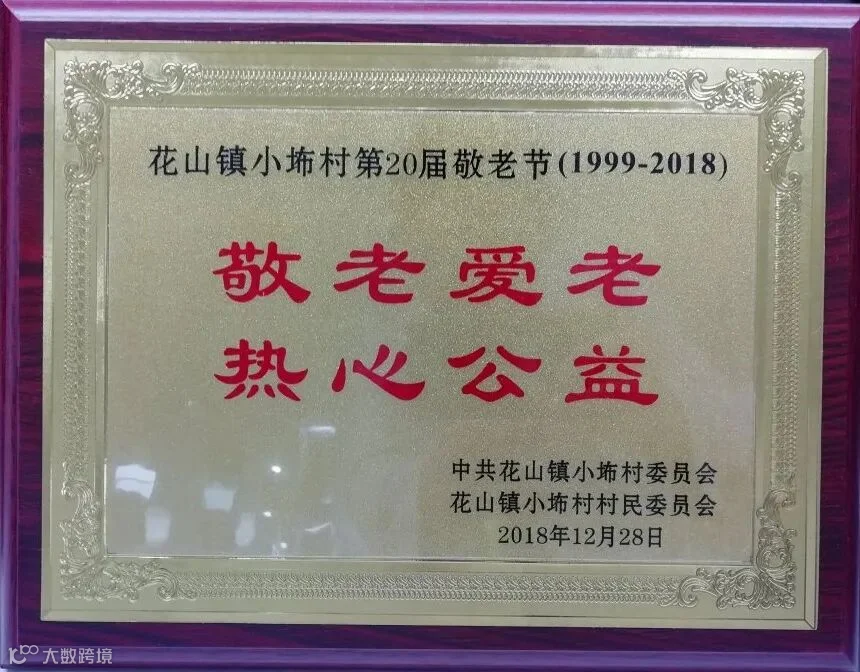 花山镇小㘵村第20届敬老节(1999-2018)
敬老爱老
热心公益
中共花山镇小㘵村委员会
花山镇小㘵村村民委员会
2018年12月28日
大数跨境